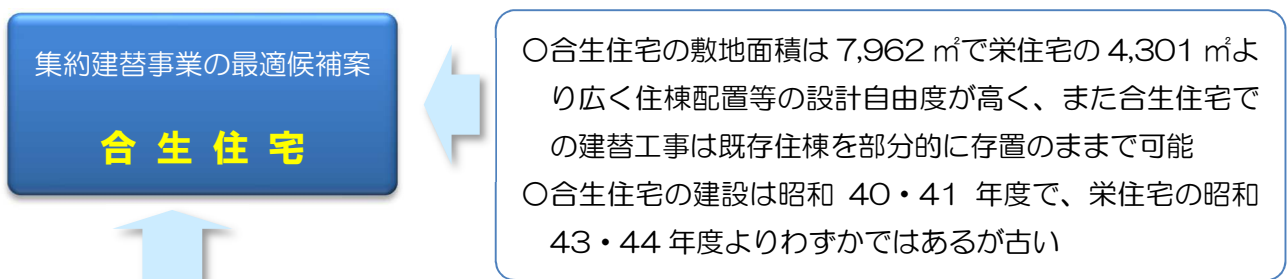 集約建替事業の最適候補案
合生住宅
〇合生住宅の敷地面積は 7,962 ㎡で栄住宅の 4,301 ㎡よ
り広く住棟配置等の設計自由度が高く、また合生住宅で
の建替工事は既存住棟を部分的に存置のままで可能
〇合生住宅の建設は昭和 40・41 年度で、栄住宅の昭和
43・44 年度よりわずかではあるが古い